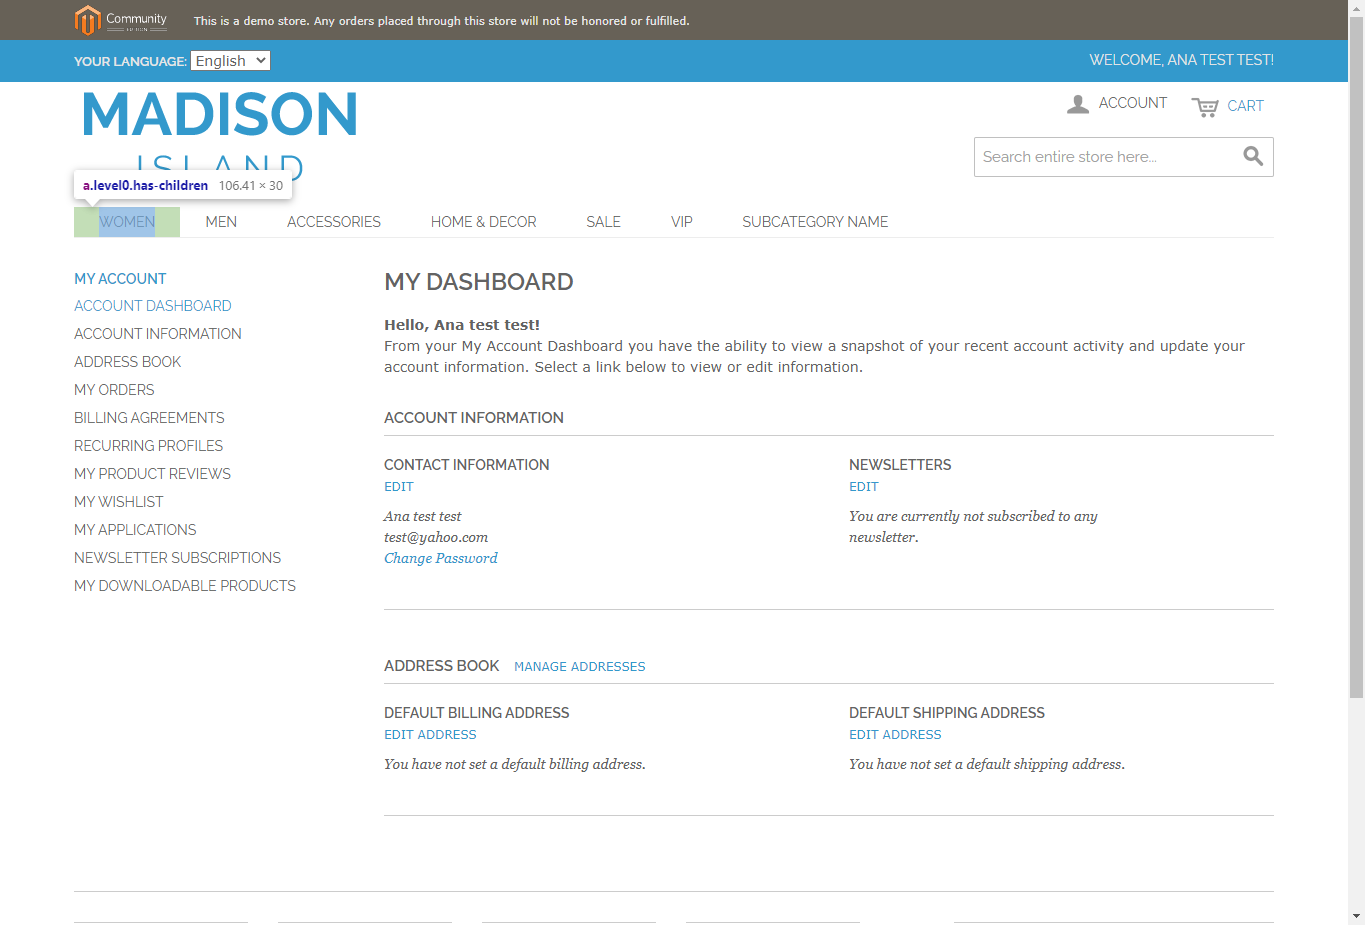 Community
EDITION
This is a demo store. Any orders placed through this store will not be honored or fulfilled.
YOUR LANGUAGE: English
WELCOME, ANA TEST TEST!
MADISON
ISLAND
ACCOUNT
CART
Search entire store here...
a.level0.has-children 106.41 × 30
WOMEN MEN ACCESSORIES HOME & DECOR SALE VIP SUBCATEGORY NAME
MY ACCOUNT
ACCOUNT DASHBOARD
ACCOUNT INFORMATION
ADDRESS BOOK
MY ORDERS
BILLING AGREEMENTS
RECURRING PROFILES
MY PRODUCT REVIEWS
MY WISHLIST
MY APPLICATIONS
NEWSLETTER SUBSCRIPTIONS
MY DOWNLOADABLE PRODUCTS
MY DASHBOARD
Hello, Ana test test!
From your My Account Dashboard you have the ability to view a snapshot of your recent account activity and update your
account information. Select a link below to view or edit information.
ACCOUNT INFORMATION
CONTACT INFORMATION
EDIT
Ana test test
test@yahoo.com
Change Password
NEWSLETTERS
EDIT
You are currently not subscribed to any
newsletter.
ADDRESS BOOK MANAGE ADDRESSES
DEFAULT BILLING ADDRESS
EDIT ADDRESS
You have not set a default billing address.
DEFAULT SHIPPING ADDRESS
EDIT ADDRESS
You have not set a default shipping address.